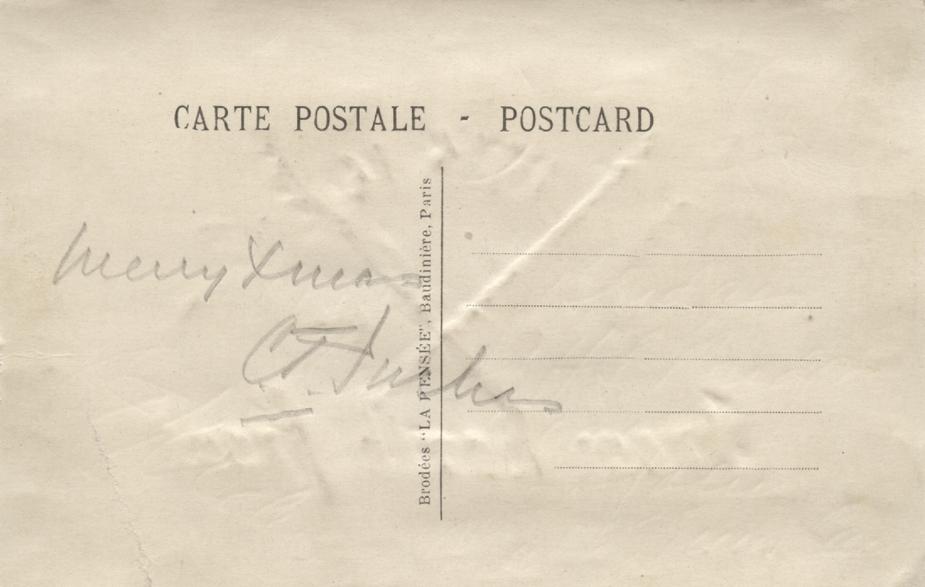 CARTE POSTALE - POSTCARD
Merry Xmas
C.T.
Brodées "LA PENSÉE", Baudinière, Paris